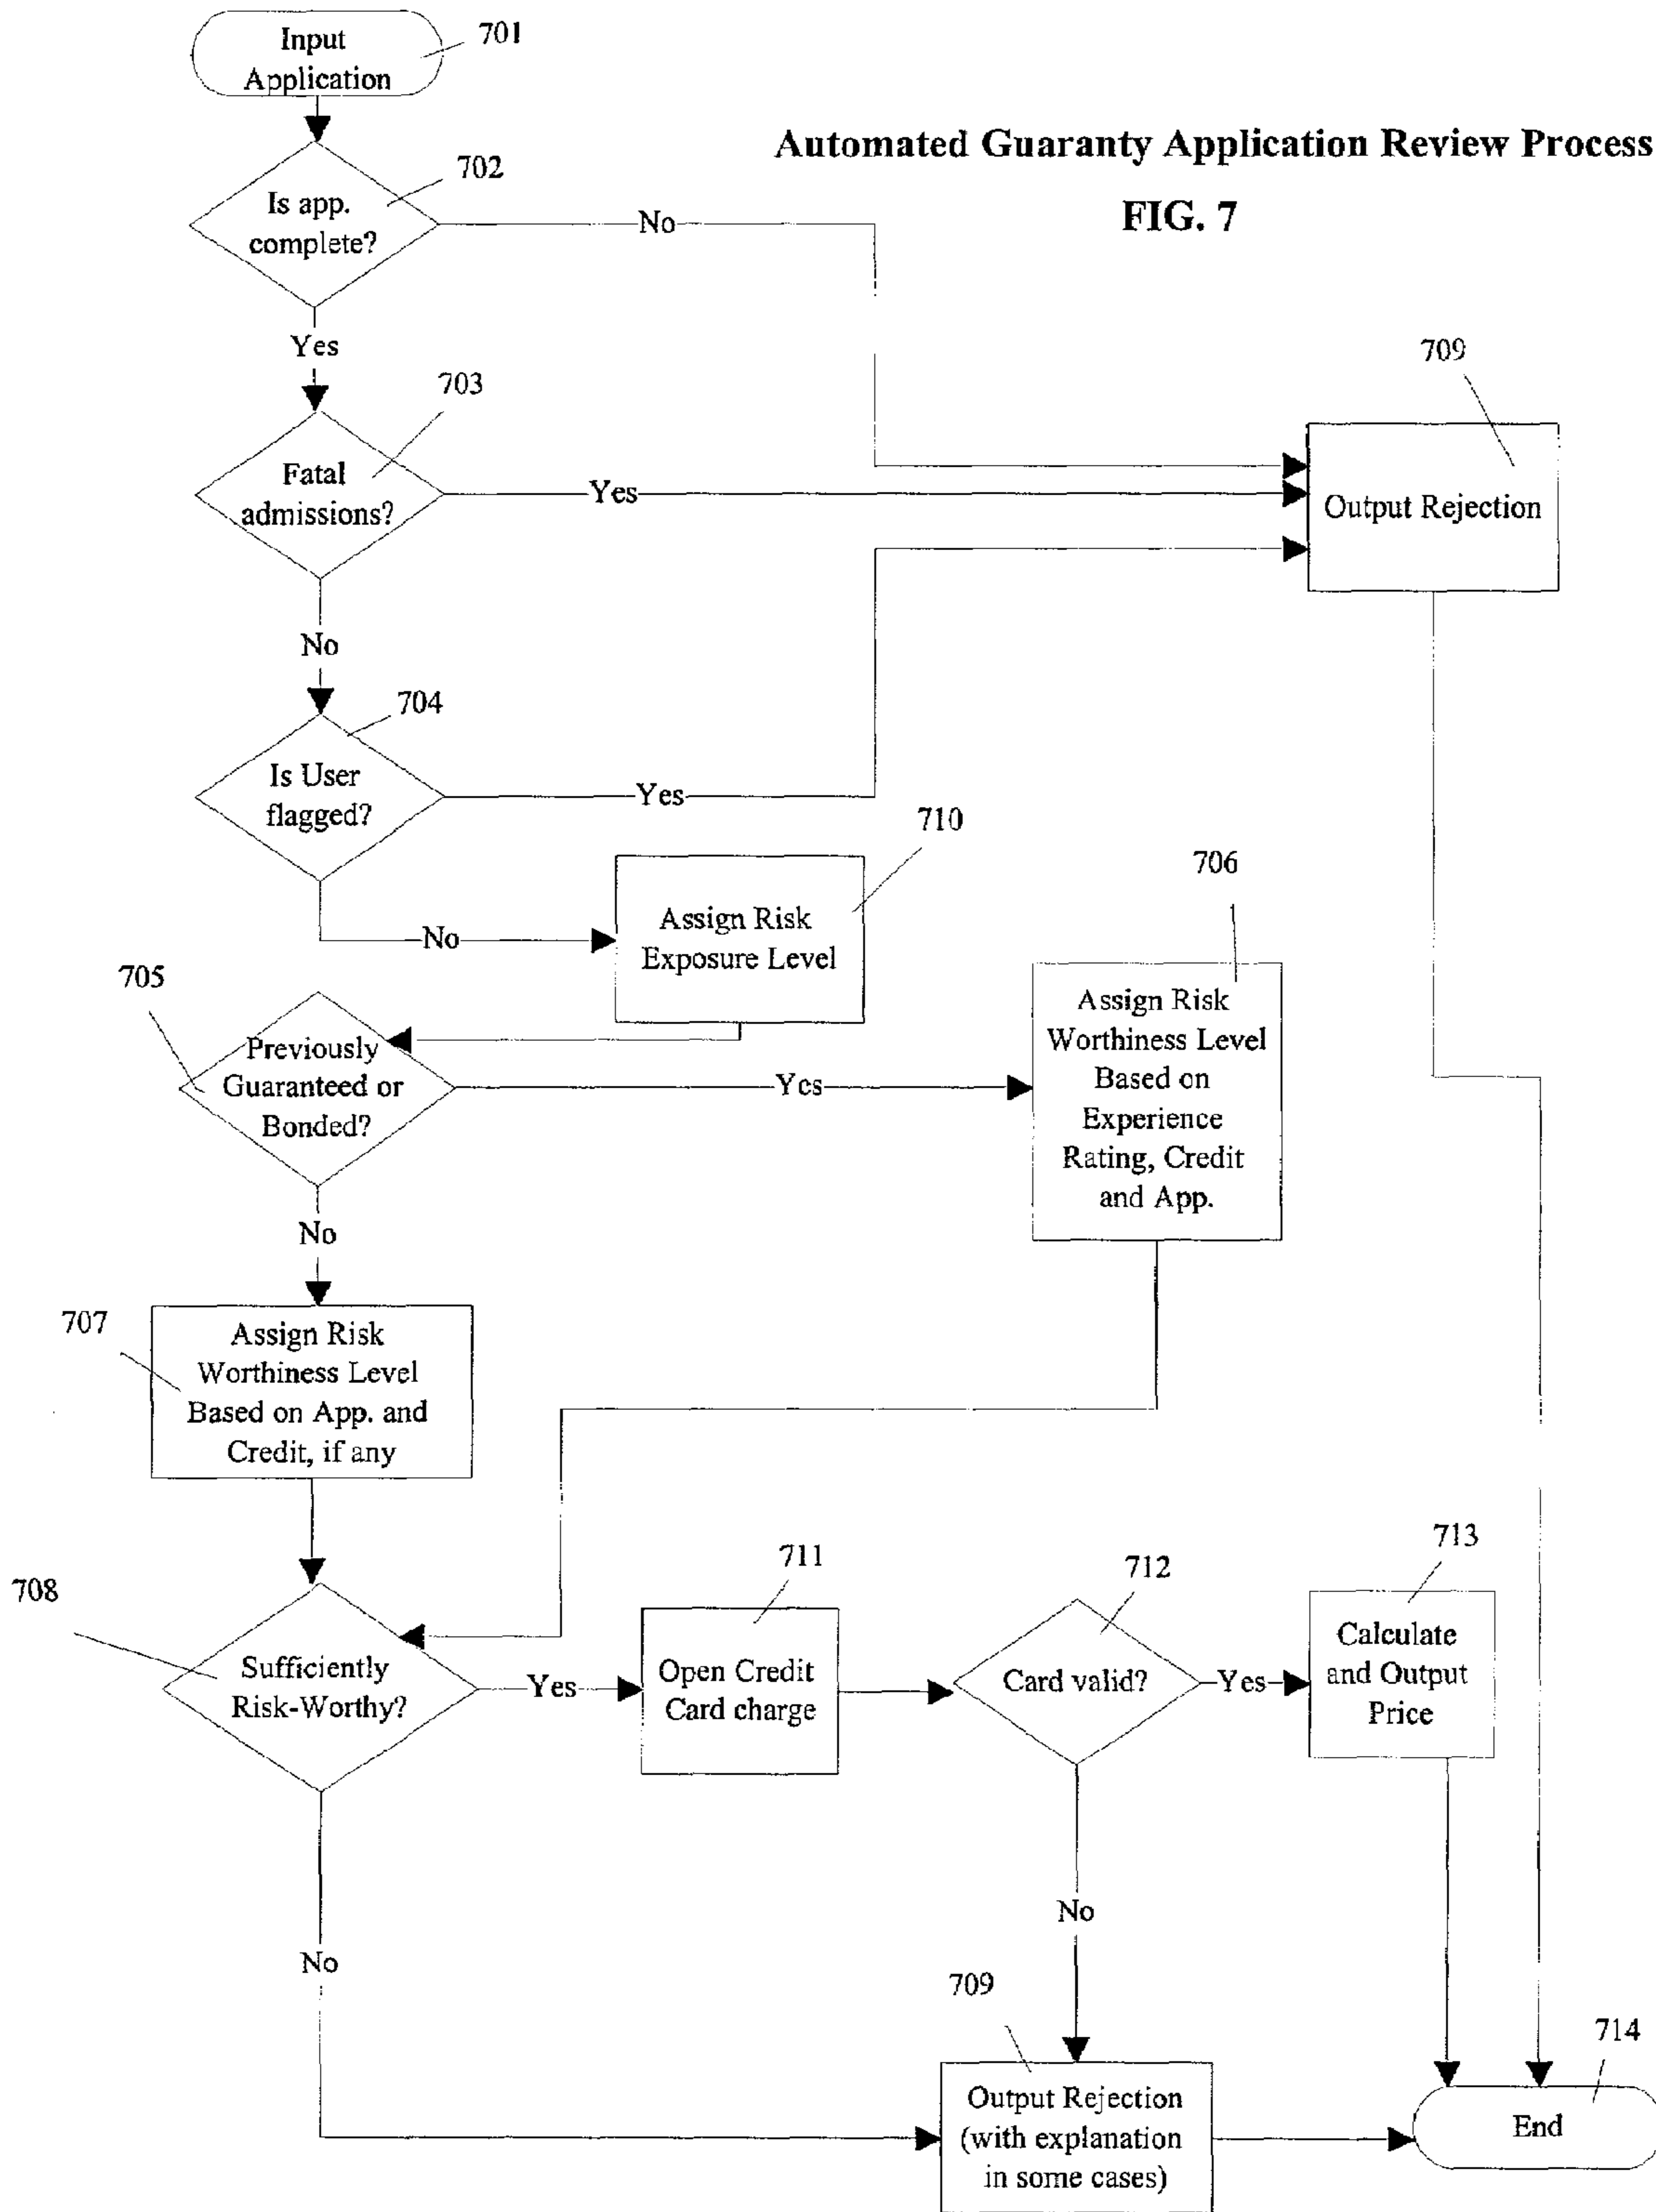 Automated Guaranty Application Review Process
FIG. 7
Input
Application
701
Is app.
complete?
702
No
Yes
Fatal
admissions?
703
Yes
No
709
Output Rejection
Is User
flagged?
704
Yes
No
Assign Risk
Exposure Level
710
705
Previously
Guaranteed or
Bonded?
Yes
No
706
Assign Risk
Worthiness Level
Based on
Experience
Rating, Credit
and App.
707
Assign Risk
Worthiness Level
Based on App. and
Credit, if any
708
Sufficiently
Risk-Worthy?
Yes
No
711
Open Credit
Card charge
712
Card valid?
Yes
No
713
Calculate
and Output
Price
709
Output Rejection
(with explanation
in some cases)
714
End